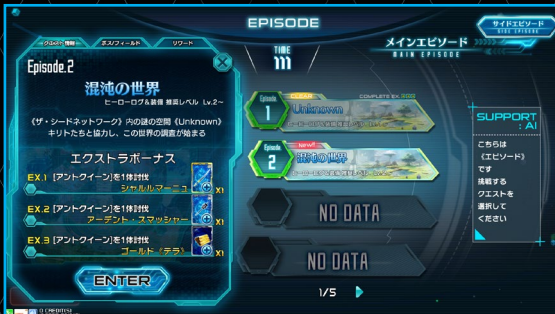 EPISODE
サイドエピソード
SIDE EPISODE
メインエピソード
MAIN EPISODE
TIME
111
クエスト情報
ボス/フィールド
リワード
Episode.2
混沌の世界
ヒーローログ&装備 推奨レベル Lv.2~
《ザ・シードネットワーク》内の謎の空間《Unknown》
キリトたちと協力し、この世界の調査が始まる
エクストラボーナス
EX.1 [アントクイーン]を1体討伐
シャルルマーニュ
X1
EX.2 [アントクイーン]を1体討伐
アーデント・スマッシャー
X1
EX.3 [アントクイーン]を1体討伐
ゴールド《テラ》
X1
ENTER
CLEAR
COMPLETE EX.
Episode.
1
Unknown
New!
Episode.
2
混沌の世界
NO DATA
NO DATA
1/5
SUPPORT
: AI
こちらは
《エピソード》
です
挑戦する
クエストを
選択して
ください
0 CREDIT(S)